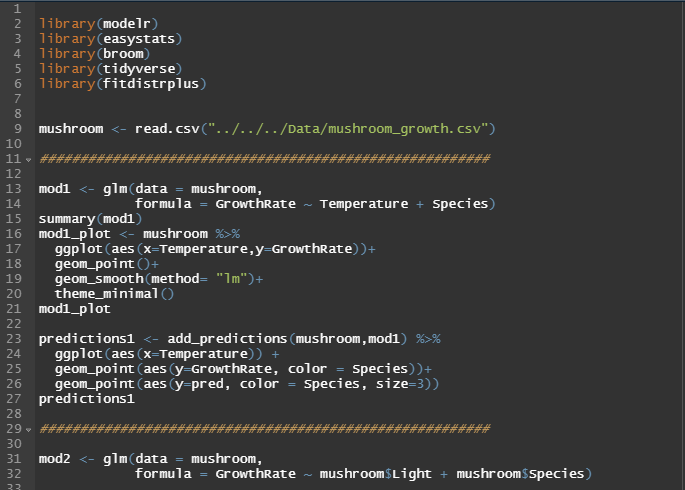 1
2 library(modelr)
3 library(easystats)
4 library(broom)
5 library(tidyverse)
6 library(fitdistrplus)
7
8
9 mushroom <- read.csv("../../../Data/mushroom_growth.csv")
10
11 ########################################################
12
13 mod1 <- glm(data = mushroom,
14             formula = GrowthRate ~ Temperature + Species)
15 summary(mod1)
16 mod1_plot <- mushroom %>%
17   ggplot(aes(x=Temperature,y=GrowthRate))+
18   geom_point()+
19   geom_smooth(method= "lm")+
20   theme_minimal()
21 mod1_plot
22
23 predictions1 <- add_predictions(mushroom,mod1) %>%
24   ggplot(aes(x=Temperature)) +
25   geom_point(aes(y=GrowthRate, color = Species))+
26   geom_point(aes(y=pred, color = Species, size=3))
27 predictions1
28
29 ########################################################
30
31 mod2 <- glm(data = mushroom,
32             formula = GrowthRate ~ mushroom$Light + mushroom$Species)
33